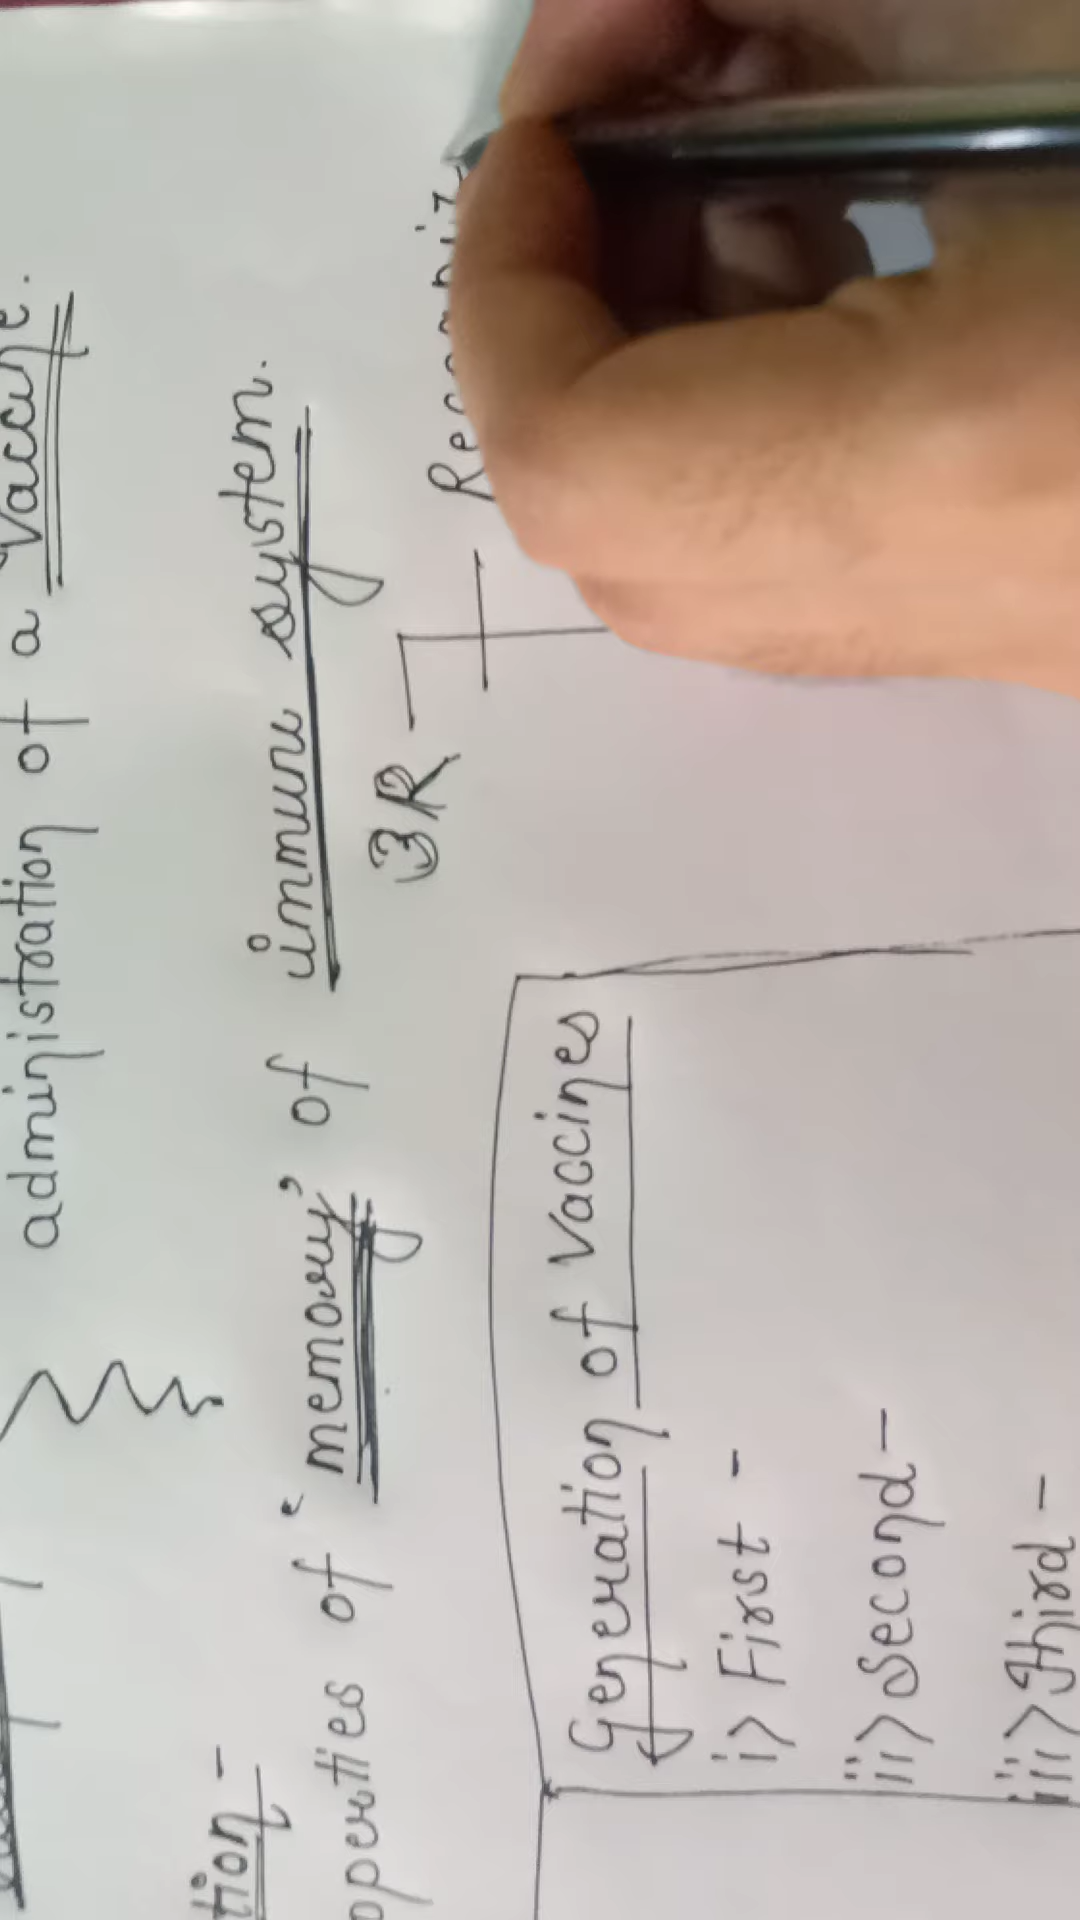 administration of a Vaccine.
tion -
operties of 'memory' of immune system.
3R
Recogniz
Generation of vaccines
i> First -
ii> Second -
iii> Third -